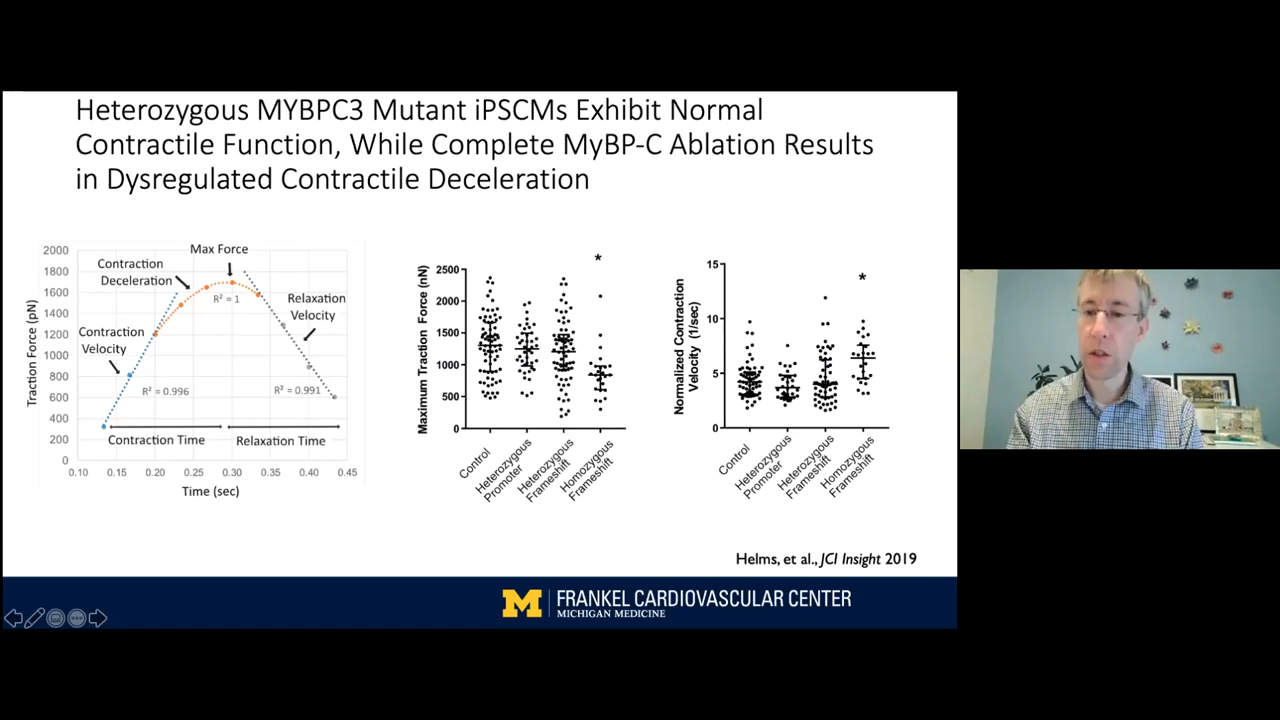 Heterozygous MYBPC3 Mutant iPSCMs Exhibit Normal
Contractile Function, While Complete MyBP-C Ablation Results
in Dysregulated Contractile Deceleration
Traction Force (pN)
2000
1800
1600
1400
1200
1000
800
600
400
200
0
Max Force
Contraction
Deceleration
R² = 1
Relaxation
Velocity
Contraction
Velocity
R² = 0.996
R² = 0.991
Contraction Time
Relaxation Time
0.10
0.15
0.20
0.25
0.30
0.35
0.40
0.45
Time (sec)
Maximum Traction Force (nN)
2500
2000
1500
1000
500
0
*
Control
Heterozygous
Promoter
Heterozygous
Frameshift
Homozygous
Frameshift
Normalized Contraction
Velocity (1/sec)
15
10
5
0
*
Control
Heterozygous
Promoter
Heterozygous
Frameshift
Homozygous
Frameshift
Helms, et al., JCI Insight 2019
M
FRANKEL CARDIOVASCULAR CENTER
MICHIGAN MEDICINE